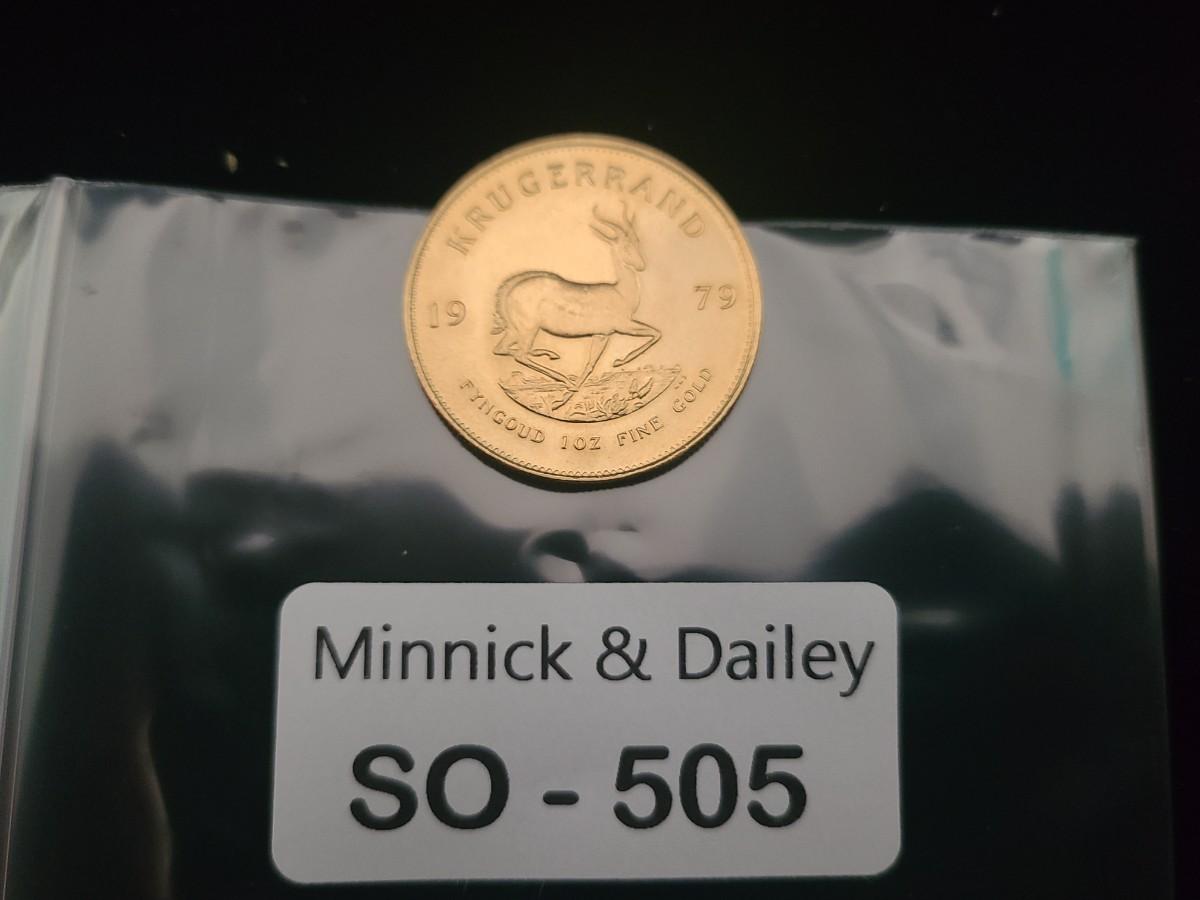 KRUGERRAND
19 79
FYNGOUD 1OZ FINE GOLD
Minnick & Dailey
SO - 505